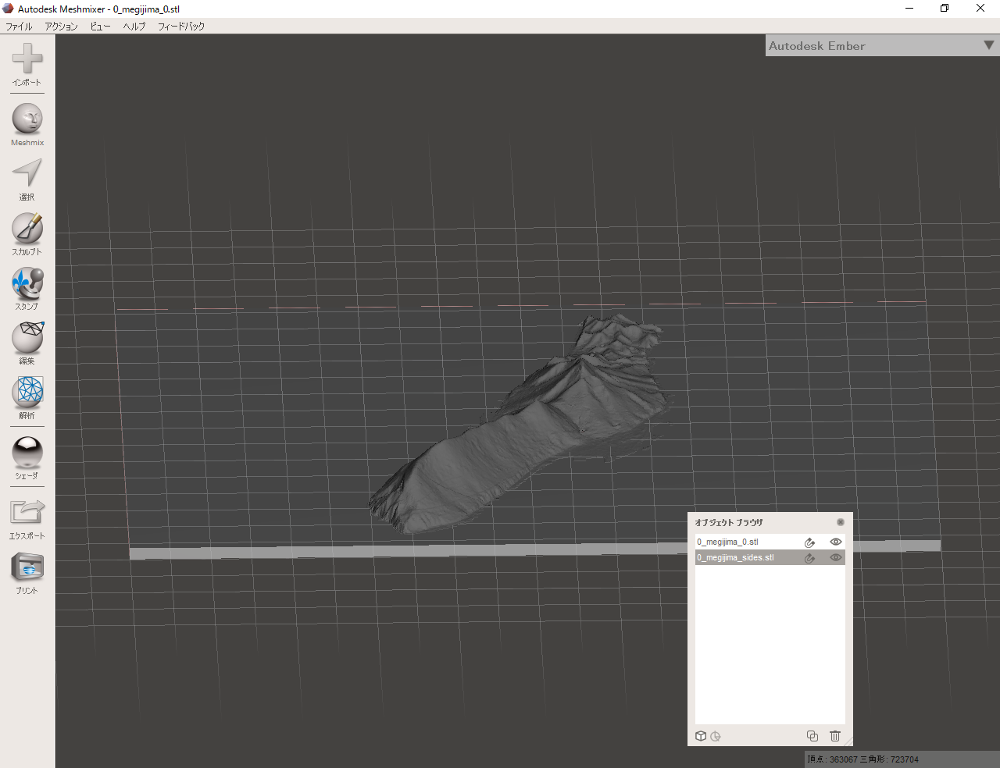 Autodesk Meshmixer - 0_megijima_0.stl
ファイル アクション ビュー ヘルプ フィードバック
Autodesk Ember
インポート
Meshmix
選択
スカルプト
スタンプ
編集
解析
シェーダ
エクスポート
プリント
オブジェクト ブラウザ
0_megijima_0.stl
0_megijima_sides.stl
頂点: 363067 三角形: 723704